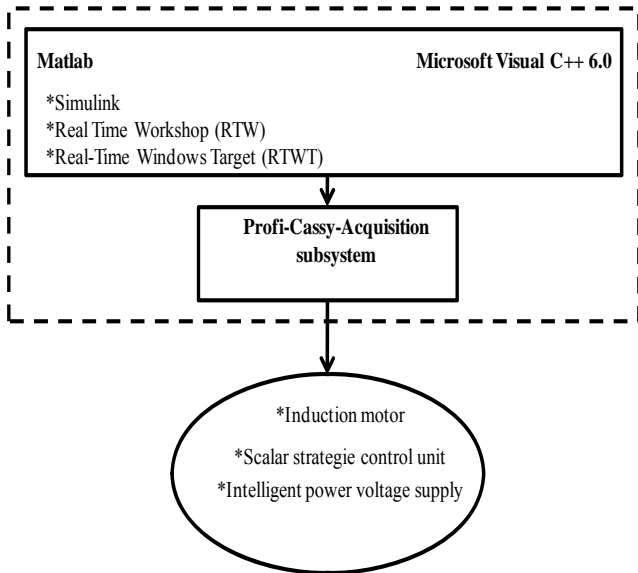 Matlab Microsoft Visual C++ 6.0
*Simulink
*Real Time Workshop (RTW)
*Real-Time Windows Target (RTWT)
Profi-Cassy-Acquisition
subsystem
*Induction motor
*Scalar strategie control unit
*Intelligent power voltage supply